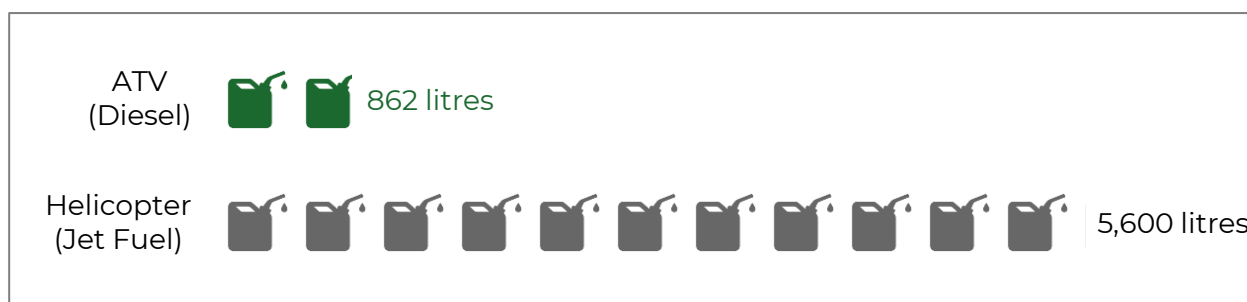 ATV
(Diesel)
862 litres
Helicopter
(Jet Fuel)
5,600 litres